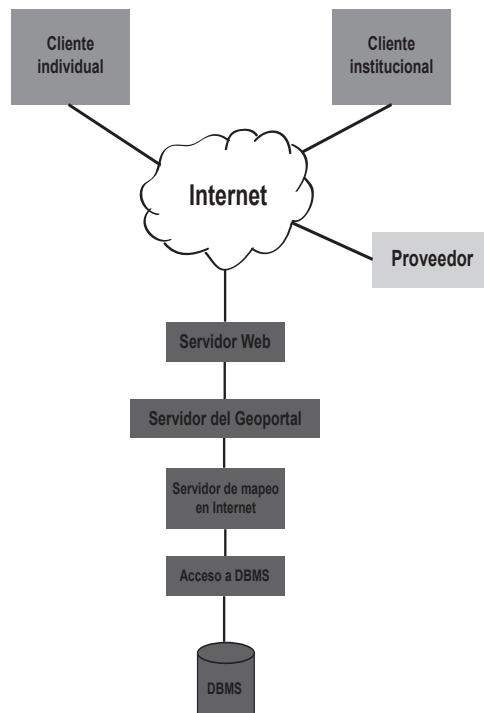 Cliente
individual
Cliente
institucional
Internet
Proveedor
Servidor Web
Servidor del Geoportal
Servidor de mapeo
en Internet
Acceso a DBMS
DBMS